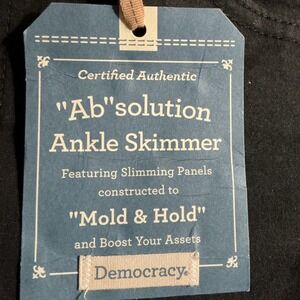 Certified Authentic
"Ab"solution
Ankle Skimmer
Featuring Slimming Panels
constructed to
"Mold & Hold"
and Boost Your Assets
Democracy®